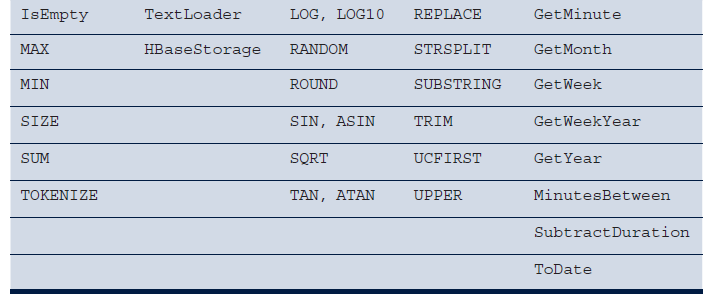 IsEmpty TextLoader LOG, LOG10 REPLACE GetMinute
MAX HBaseStorage RANDOM STRSPLIT GetMonth
MIN ROUND SUBSTRING GetWeek
SIZE SIN, ASIN TRIM GetWeekYear
SUM SQRT UCFIRST GetYear
TOKENIZE TAN, ATAN UPPER MinutesBetween
SubtractDuration
ToDate